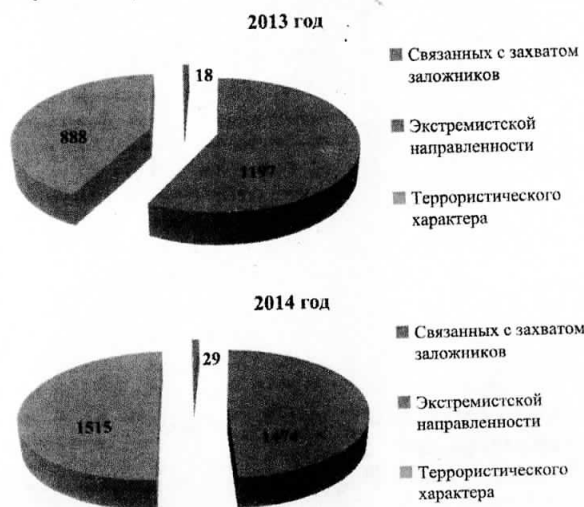 2013 год
18
888
1197
Связанных с захватом
заложников
Экстремистской
направленности
Террористического
характера
2014 год
29
1515
Связанных с захватом
заложников
Экстремистской
направленности
Террористического
характера